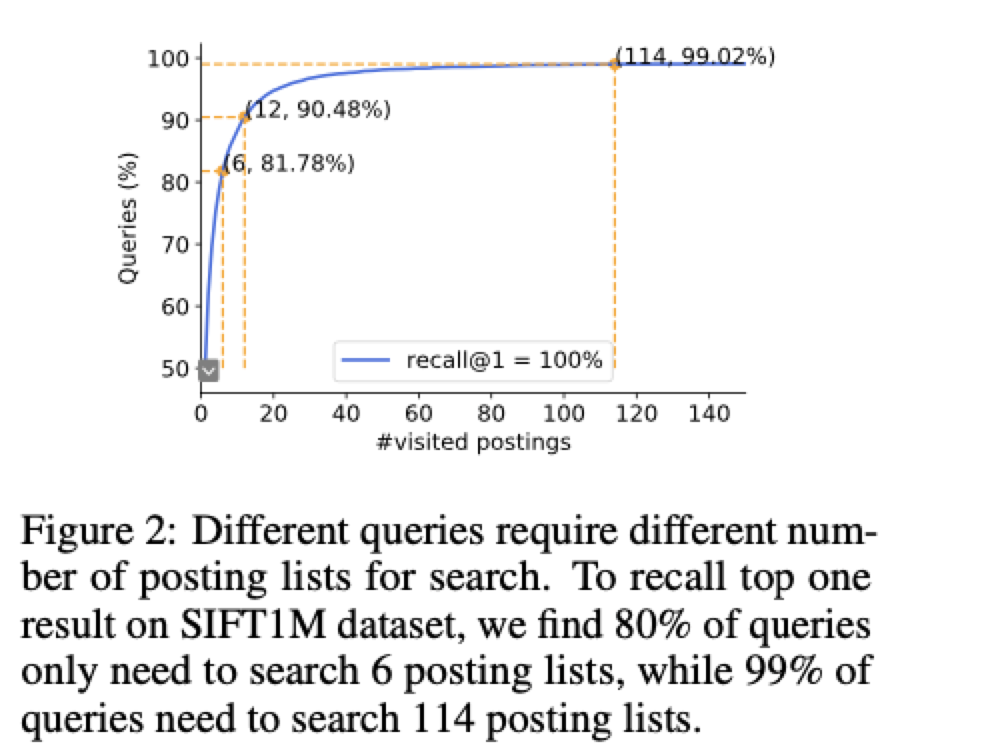 100
(114, 99.02%)
90
(12, 90.48%)
80
(6, 81.78%)
70
60
50
Queries (%)
recall@1 = 100%
0 20 40 60 80 100 120 140
#visited postings
Figure 2: Different queries require different num-
ber of posting lists for search. To recall top one
result on SIFT1M dataset, we find 80% of queries
only need to search 6 posting lists, while 99% of
queries need to search 114 posting lists.